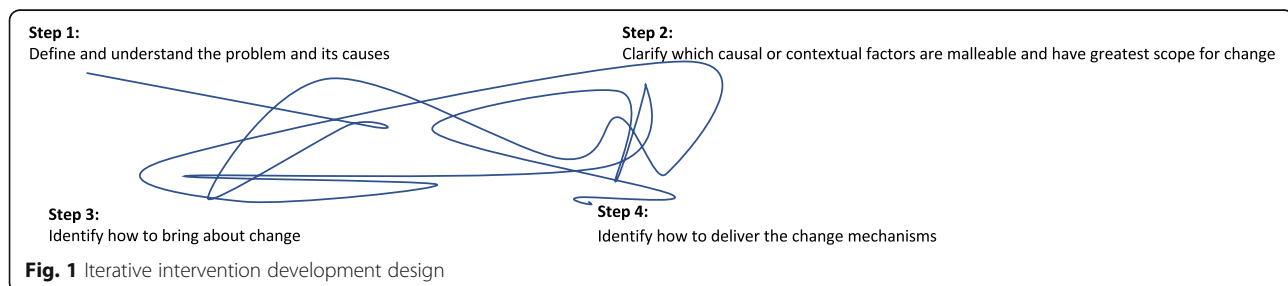 Step 1:
Define and understand the problem and its causes
Step 2:
Clarify which causal or contextual factors are malleable and have greatest scope for change
Step 3:
Identify how to bring about change
Step 4:
Identify how to deliver the change mechanisms
Fig. 1 Iterative intervention development design